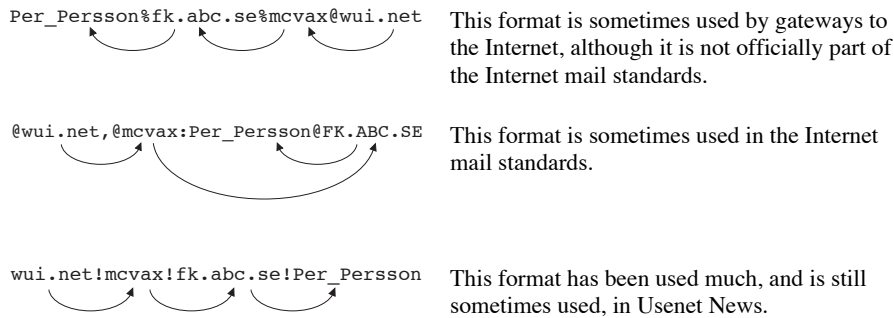 Per_Persson%fk.abc.se%mcvax@wui.net
This format is sometimes used by gateways to
the Internet, although it is not officially part of
the Internet mail standards.
@wui.net,@mcvax:Per_Persson@FK.ABC.SE
This format is sometimes used in the Internet
mail standards.
wui.net!mcvax!fk.abc.se!Per_Persson
This format has been used much, and is still
sometimes used, in Usenet News.